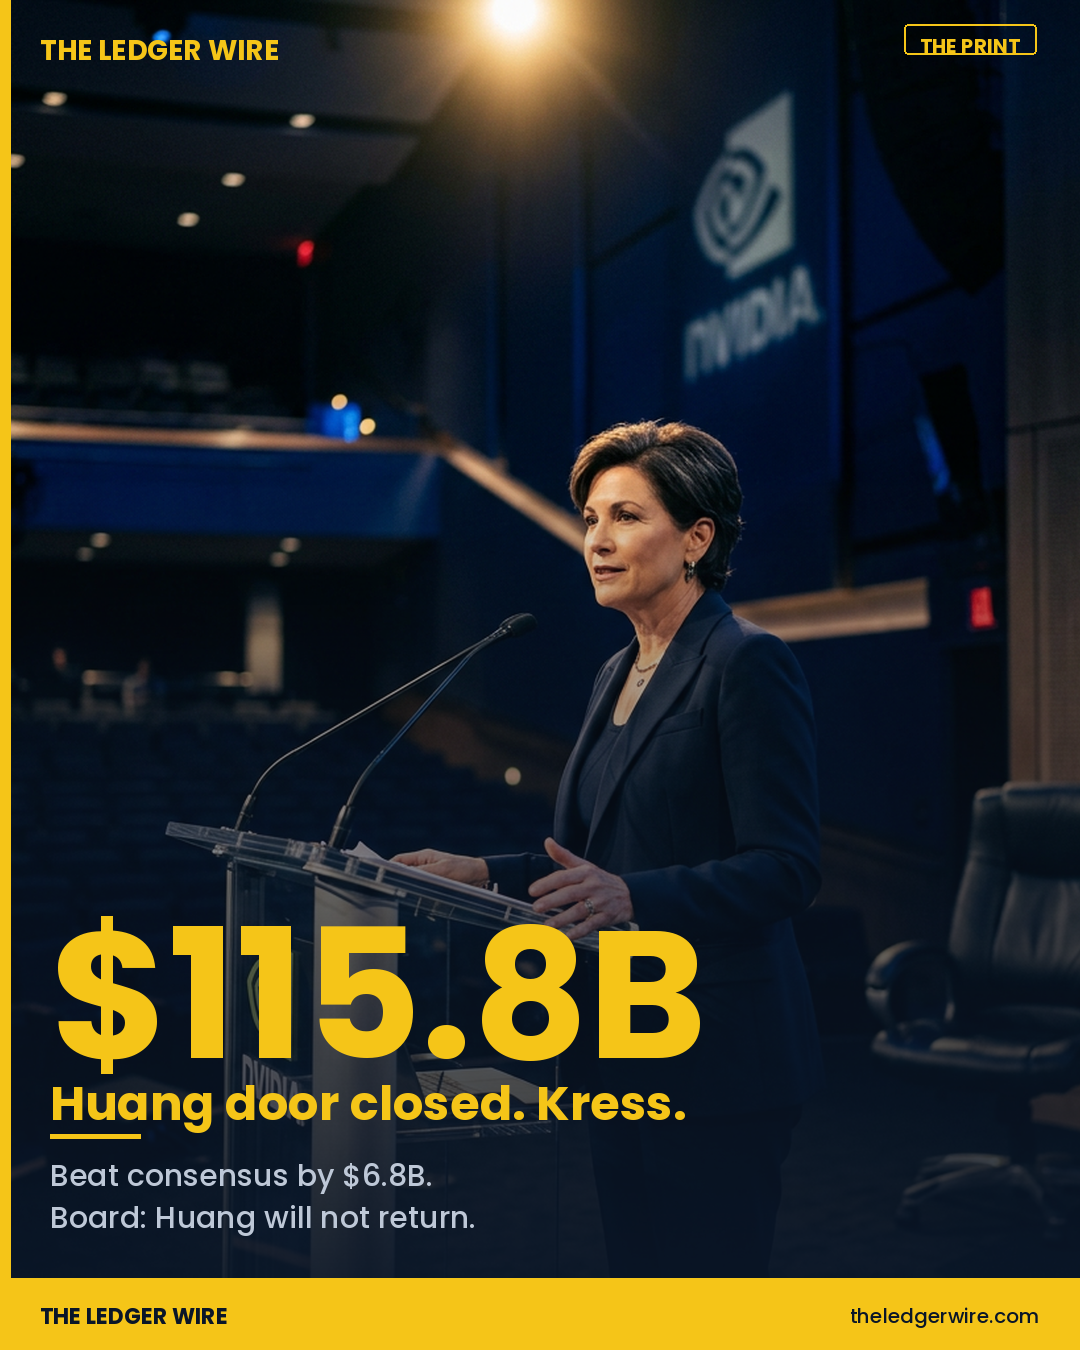 THE LEDGER WIRE
THE PRINT
NVIDIA
$115.8B
NVIDIA
Huang door closed. Kress.
Beat consensus by $6.8B.
Board: Huang will not return.
THE LEDGER WIRE
theledgerwire.com